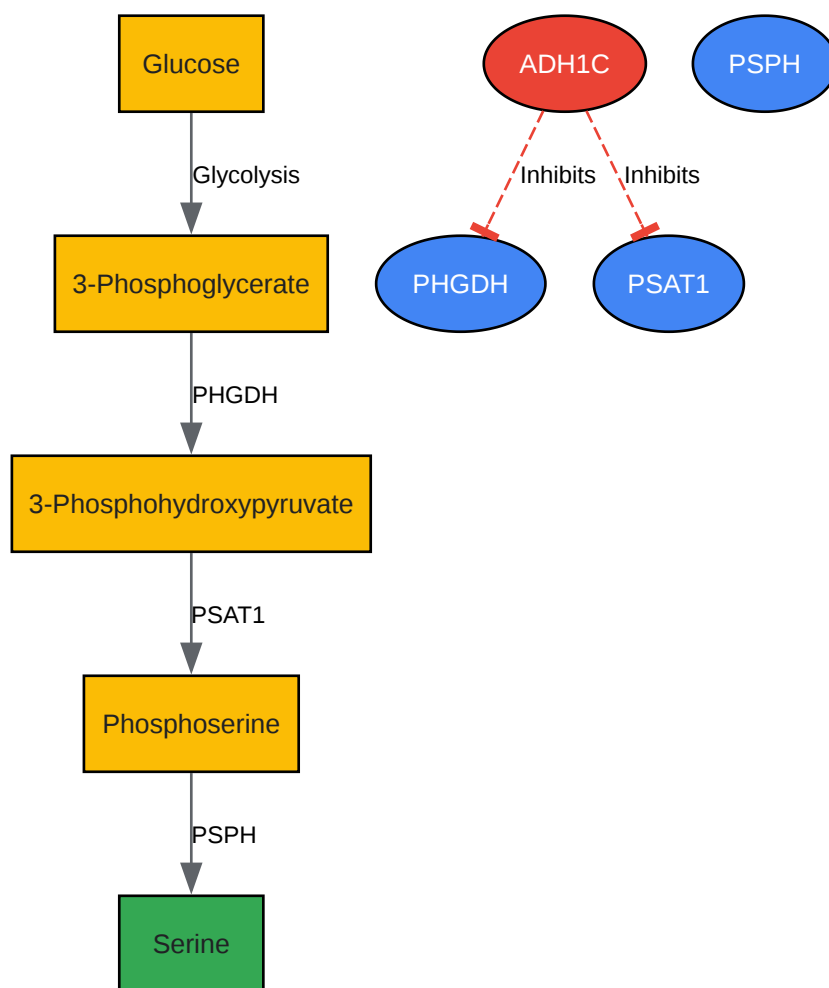 Glucose
ADH1C
PSPH
Glycolysis
Inhibits
Inhibits
3-Phosphoglycerate
PHGDH
PSAT1
PHGDH
3-Phosphohydroxypyruvate
PSAT1
Phosphoserine
PSPH
Serine